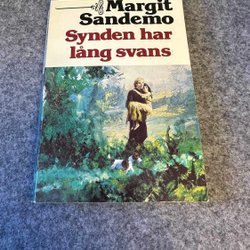 Margit
Sandemo
Synden har
lång svans